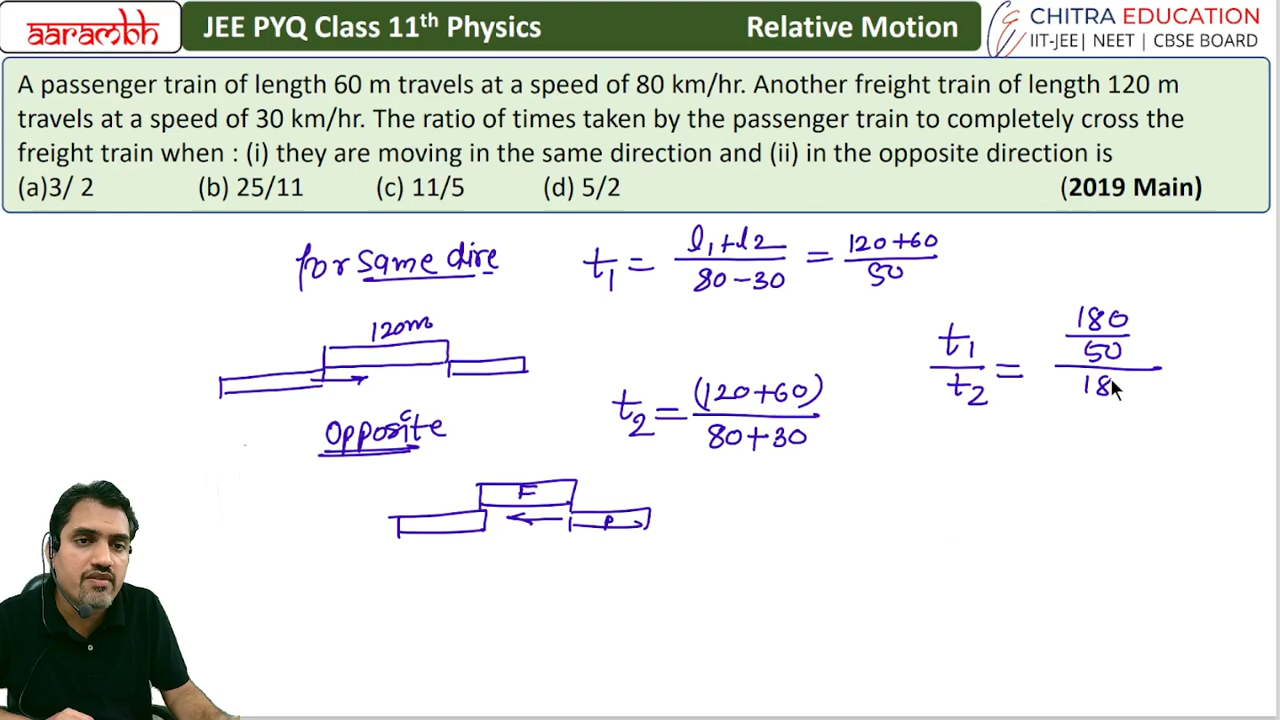 aarambh
JEE PYQ Class 11th Physics
Relative Motion
CHITRA EDUCATION
IIT-JEE| NEET | CBSE BOARD
A passenger train of length 60 m travels at a speed of 80 km/hr. Another freight train of length 120 m
travels at a speed of 30 km/hr. The ratio of times taken by the passenger train to completely cross the
freight train when : (i) they are moving in the same direction and (ii) in the opposite direction is
(a)3/ 2 (b) 25/11 (c) 11/5 (d) 5/2 (2019 Main)
for same dire
t₁ = l₁+l₂ / 80-30 = 120+60 / 50
120m
t₁/t₂ = 180/50 / 18
t₂ = (120+60) / 80+30
Opposite
F
P